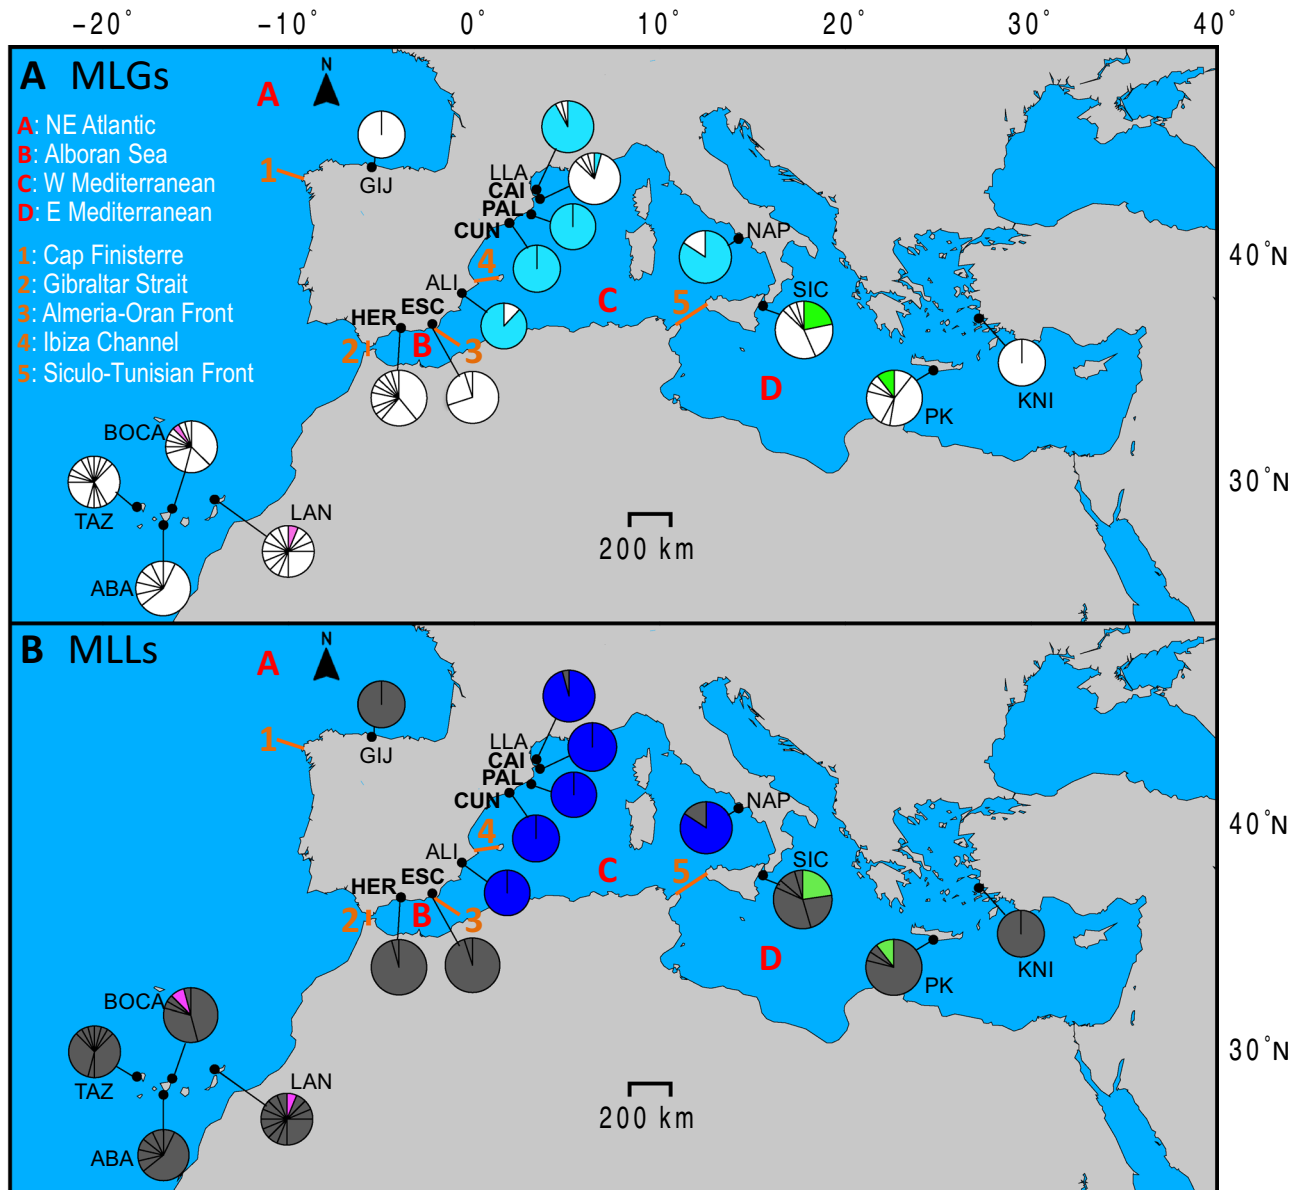 −20° −10° 0° 10° 20° 30° 40°
A MLGs
N
A
A: NE Atlantic
B: Alboran Sea
C: W Mediterranean
D: E Mediterranean
1: Cap Finisterre
2: Gibraltar Strait
3: Almeria-Oran Front
4: Ibiza Channel
5: Siculo-Tunisian Front
1
GIJ
LLA
CAI
PAL
CUN
NAP
40°N
4
ALI
SIC
C
5
HER
ESC
2
B
3
D
KNI
PK
BOCA
30°N
TAZ
LAN
200 km
ABA
B MLLs
N
A
1
GIJ
LLA
CAI
PAL
CUN
NAP
40°N
4
ALI
SIC
C
5
HER
ESC
2
B
3
D
KNI
PK
BOCA
30°N
TAZ
LAN
200 km
ABA